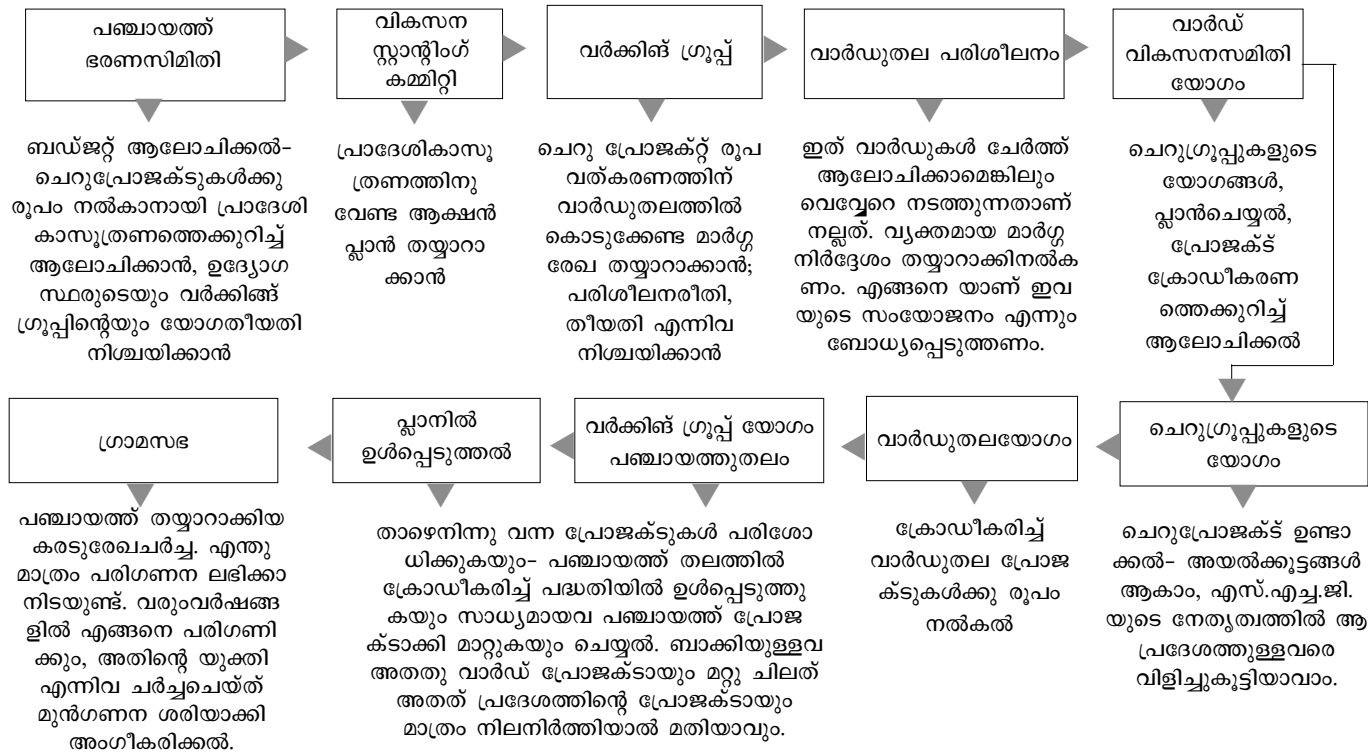 പഞ്ചായത്ത്
ഭരണസിമിതി
ബഡ്ജറ്റ് ആലോചിക്കൽ–
ചെറുപ്രോജക്ടുകൾക്കു
രൂപം നൽകാനായി പ്രാദേശി
കാസൂത്രണത്തെക്കുറിച്ച്
ആലോചിക്കാൻ, ഉദ്യോഗ
സ്ഥരുടെയും വർക്കിങ്ങ്
ഗ്രൂപ്പിന്റെയും യോഗതീയതി
നിശ്ചയിക്കാൻ
വികസന
സ്റ്റാന്റിംഗ്
കമ്മിറ്റി
പ്രാദേശികാസൂ
ത്രണത്തിനു
വേണ്ട ആക്ഷൻ
പ്ലാൻ തയ്യാറാ
ക്കാൻ
വർക്കിങ് ഗ്രൂപ്പ്
ചെറു പ്രോജക്റ്റ് രൂപ
വത്കരണത്തിന്
വാർഡുതലത്തിൽ
കൊടുക്കേണ്ട മാർഗ്ഗ
രേഖ തയ്യാറാക്കാൻ;
പരിശീലനരീതി,
തീയതി എന്നിവ
നിശ്ചയിക്കാൻ
വാർഡുതല പരിശീലനം
ഇത് വാർഡുകൾ ചേർത്ത്
ആലോചിക്കാമെങ്കിലും
വെവ്വേറെ നടത്തുന്നതാണ്
നല്ലത്. വ്യക്തമായ മാർഗ്ഗ
നിർദ്ദേശം തയ്യാറാക്കിനൽക
ണം. എങ്ങനെ യാണ് ഇവ
യുടെ സംയോജനം എന്നും
ബോധ്യപ്പെടുത്തണം.
വാർഡ്
വികസനസമിതി
യോഗം
ചെറുഗ്രൂപ്പുകളുടെ
യോഗങ്ങൾ,
പ്ലാൻചെയ്യൽ,
പ്രോജക്ട്
ക്രോഡീകരണ
ത്തെക്കുറിച്ച്
ആലോചിക്കൽ
ചെറുഗ്രൂപ്പുകളുടെ
യോഗം
ചെറുപ്രോജക്ട് ഉണ്ടാ
ക്കൽ– അയൽക്കൂട്ടങ്ങൾ
ആകാം, എസ്.എച്ച.ജി.
യുടെ നേതൃത്വത്തിൽ ആ
പ്രദേശത്തുള്ളവരെ
വിളിച്ചുകൂട്ടിയാവാം.
വാർഡുതലയോഗം
ക്രോഡീകരിച്ച്
വാർഡുതല പ്രോജ
ക്ടുകൾക്കു രൂപം
നൽകൽ
വർക്കിങ് ഗ്രൂപ്പ് യോഗം
പഞ്ചായത്തുതലം
പ്ലാനിൽ
ഉൾപ്പെടുത്തൽ
താഴെനിന്നു വന്ന പ്രോജക്ടുകൾ പരിശോ
ധിക്കുകയും– പഞ്ചായത്ത് തലത്തിൽ
ക്രോഡീകരിച്ച് പദ്ധതിയിൽ ഉൾപ്പെടുത്തു
കയും സാധ്യമായവ പഞ്ചായത്ത് പ്രോജ
ക്ടാക്കി മാറ്റുകയും ചെയ്യൽ. ബാക്കിയുള്ളവ
അതതു വാർഡ് പ്രോജക്ടായും മറ്റു ചിലത്
അതത് പ്രദേശത്തിന്റെ പ്രോജക്ടായും
മാത്രം നിലനിർത്തിയാൽ മതിയാവും.
ഗ്രാമസഭ
പഞ്ചായത്ത് തയ്യാറാക്കിയ
കരടുരേഖചർച്ച. എന്തു
മാത്രം പരിഗണന ലഭിക്കാ
നിടയുണ്ട്. വരുംവർഷങ്ങ
ളിൽ എങ്ങനെ പരിഗണി
ക്കും, അതിന്റെ യുക്തി
എന്നിവ ചർച്ചചെയ്ത്
മുൻഗണന ശരിയാക്കി
അംഗീകരിക്കൽ.